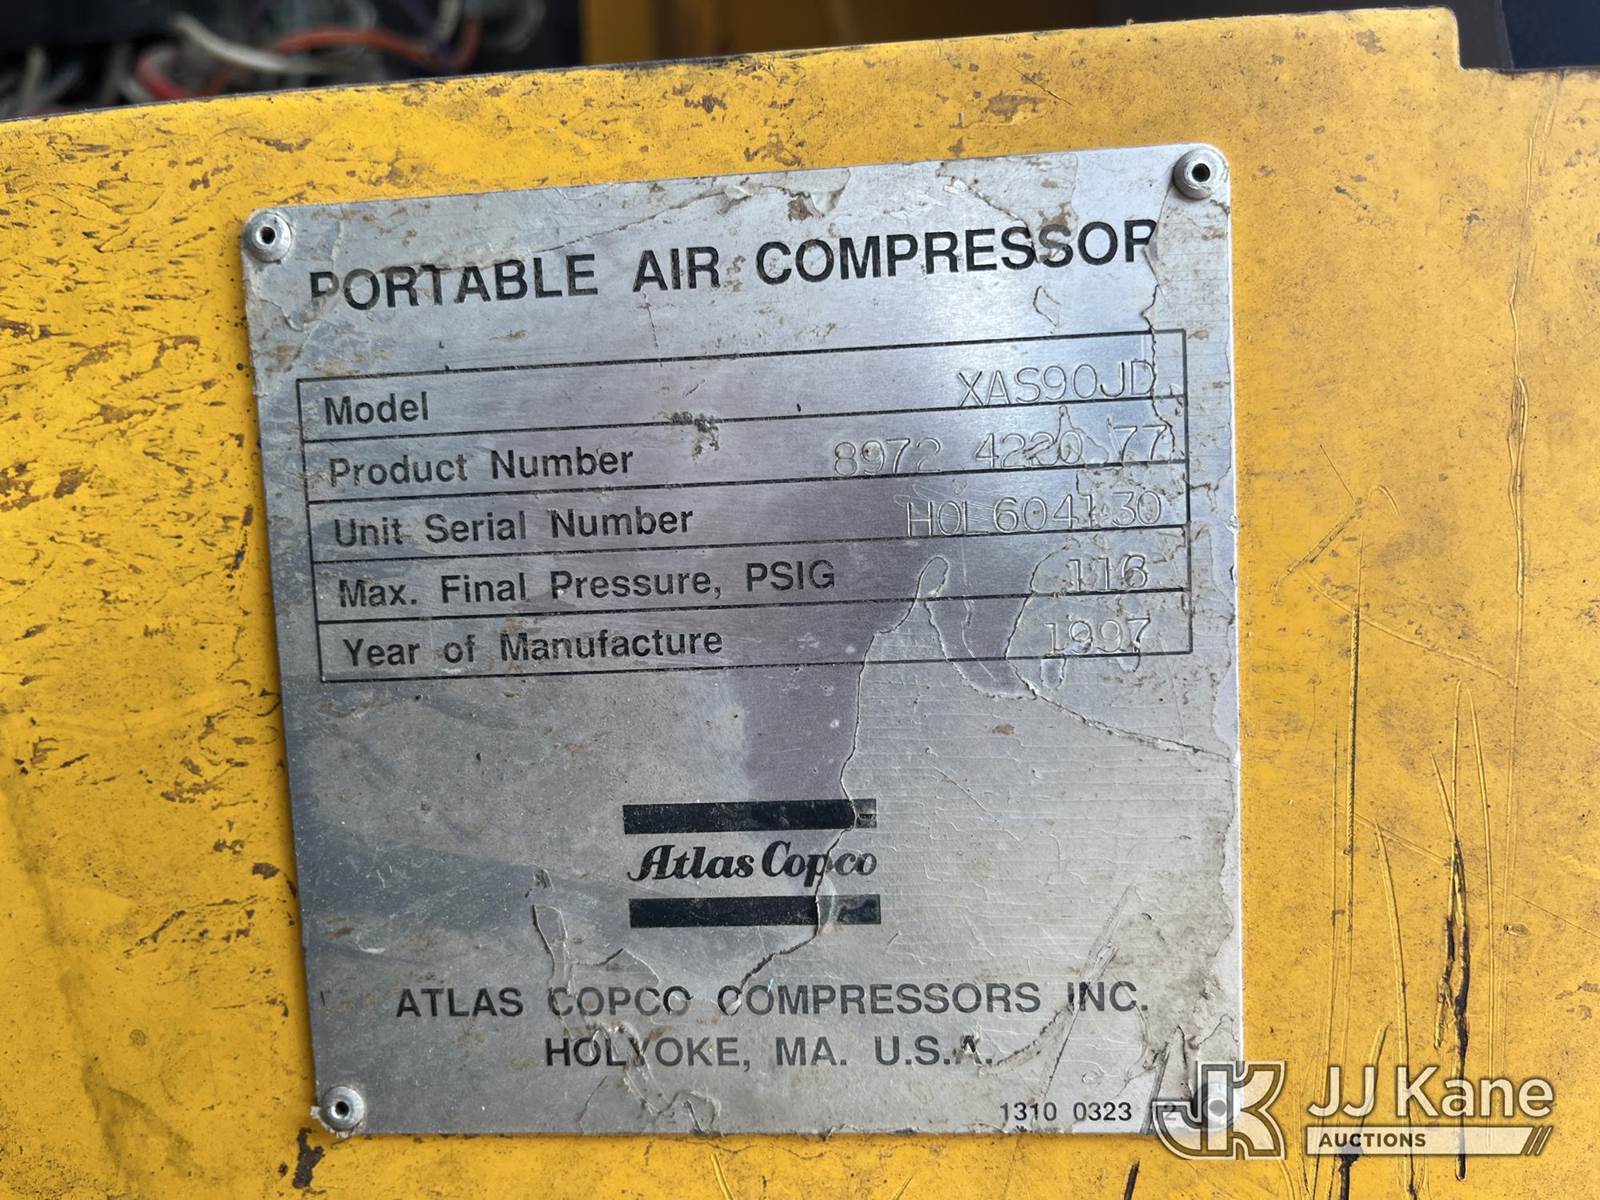 PORTABLE AIR COMPRESSOR
Model XAS90JD
Product Number 8972 4220 77
Unit Serial Number HOL604130
Max. Final Pressure, PSIG 116
Year of Manufacture 1997
Atlas Copco
ATLAS COPCO COMPRESSORS INC.
HOLYOKE, MA. U.S.A.
1310 0323
JK JJ Kane
AUCTIONS